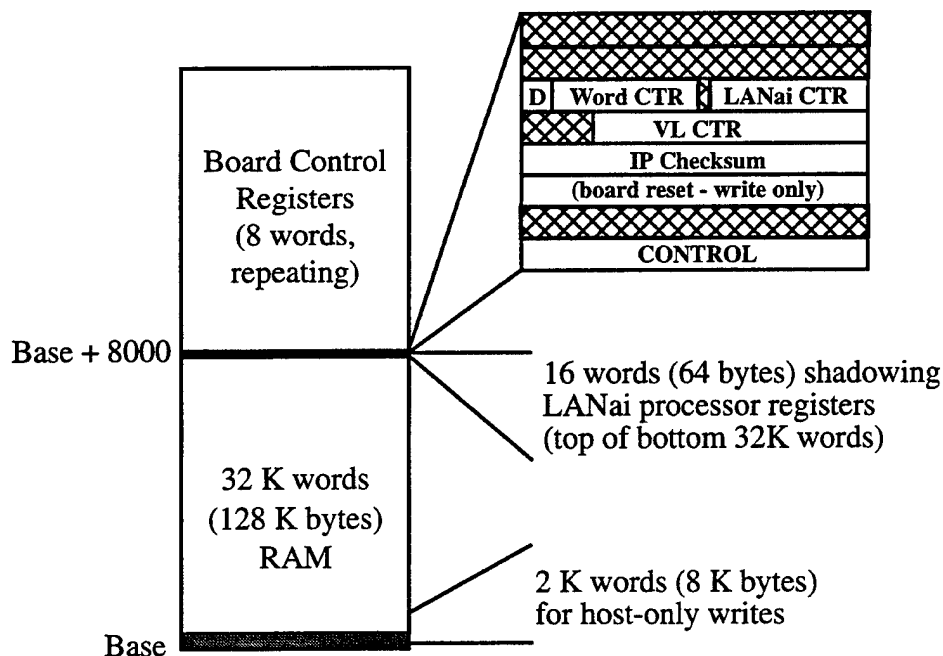 D Word CTR LANai CTR
VL CTR
IP Checksum
(board reset - write only)
CONTROL
Board Control
Registers
(8 words,
repeating)
Base + 8000
16 words (64 bytes) shadowing
LANai processor registers
(top of bottom 32K words)
32 K words
(128 K bytes)
RAM
2 K words (8 K bytes)
for host-only writes
Base